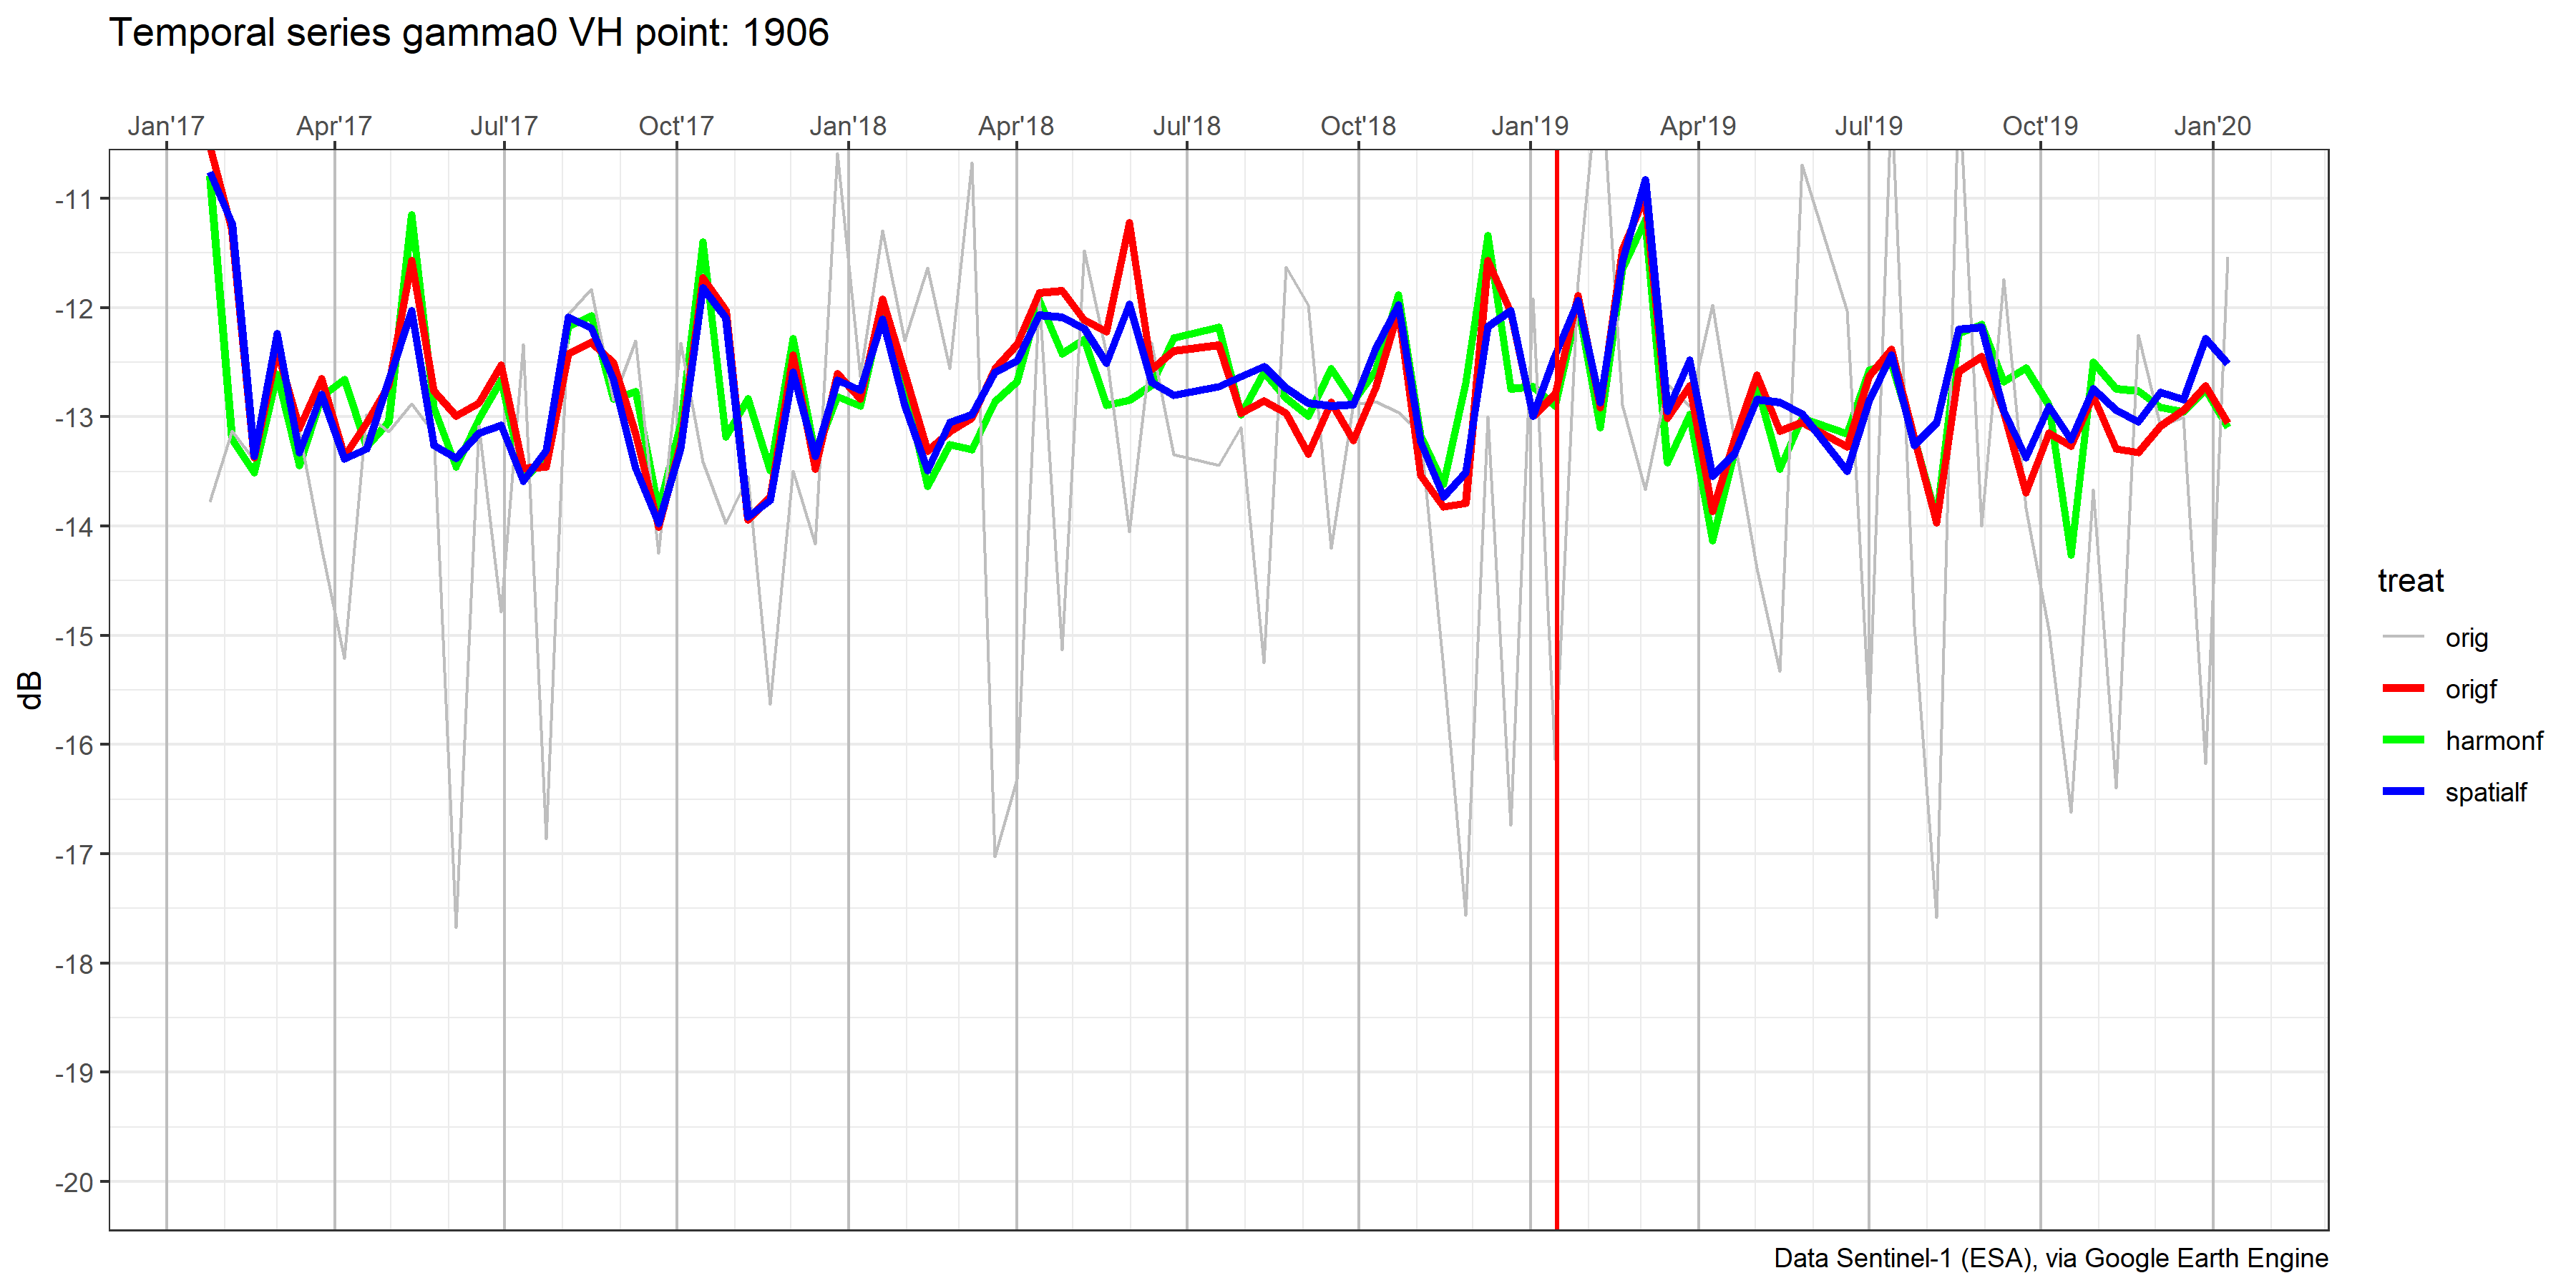 Temporal series gamma0 VH point: 1906
Jan'17 Apr'17 Jul'17 Oct'17 Jan'18 Apr'18 Jul'18 Oct'18 Jan'19 Apr'19 Jul'19 Oct'19 Jan'20
-11
-12
-13
-14
-15
-16
-17
-18
-19
-20
dB
treat
orig
origf
harmonf
spatialf
Data Sentinel-1 (ESA), via Google Earth Engine